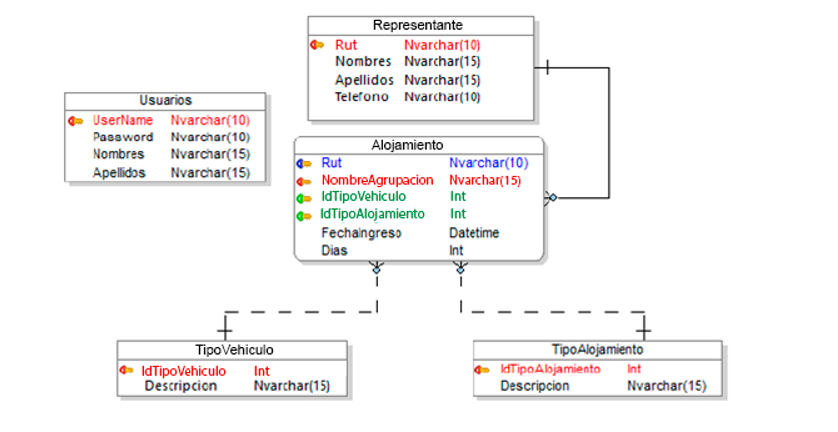 Representante
Rut Nvarchar(10)
Nombres Nvarchar(15)
Apellidos Nvarchar(15)
Telefono Nvarchar(10)
Usuarios
UserName Nvarchar(10)
Password Nvarchar(10)
Nombres Nvarchar(15)
Apellidos Nvarchar(15)
Alojamiento
Rut Nvarchar(10)
NombreAgrupacion Nvarchar(15)
IdTipoVehiculo Int
IdTipoAlojamiento Int
FechaIngreso Datetime
Dias Int
TipoVehiculo
IdTipoVehiculo Int
Descripcion Nvarchar(15)
TipoAlojamiento
IdTipoAlojamiento Int
Descripcion Nvarchar(15)